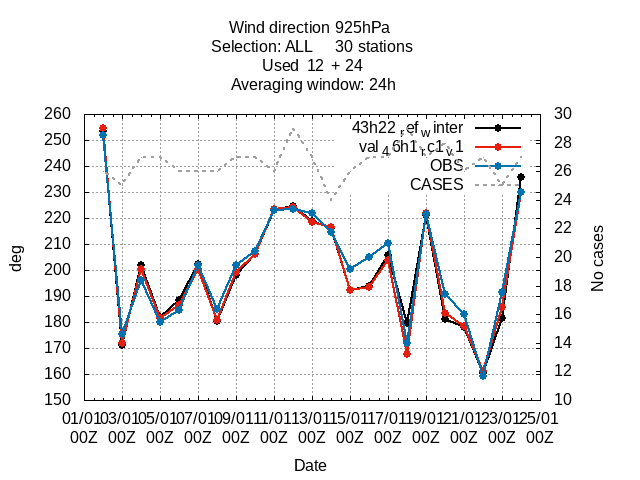 Wind direction 925hPa
Selection: ALL     30 stations
Used  12  + 24
Averaging window: 24h
43h22ref_winter
val_46h1_rc1_v1
OBS
CASES
260
250
240
230
220
210
200
190
180
170
160
150
30
28
26
24
22
20
18
16
14
12
10
deg
No cases
01/01 03/01 05/01 07/01 09/01 11/01 13/01 15/01 17/01 19/01 21/01 23/01 25/01
00Z 00Z 00Z 00Z 00Z 00Z 00Z 00Z 00Z 00Z 00Z 00Z 00Z
Date